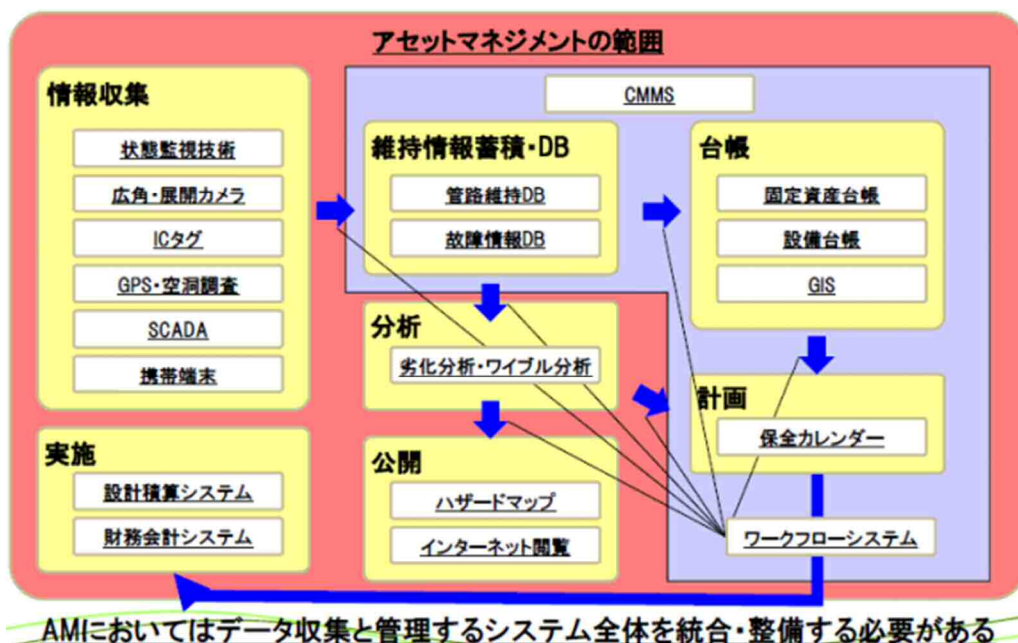 アセットマネジメントの範囲
情報収集
状態監視技術
広角・展開カメラ
ICタグ
GPS・空洞調査
SCADA
携帯端末
実施
設計積算システム
財務会計システム
CMMS
維持情報蓄積・DB
管路維持DB
故障情報DB
分析
劣化分析・ワイブル分析
公開
ハザードマップ
インターネット閲覧
台帳
固定資産台帳
設備台帳
GIS
計画
保全カレンダー
ワークフローシステム
AMにおいてはデータ収集と管理するシステム全体を統合・整備する必要がある